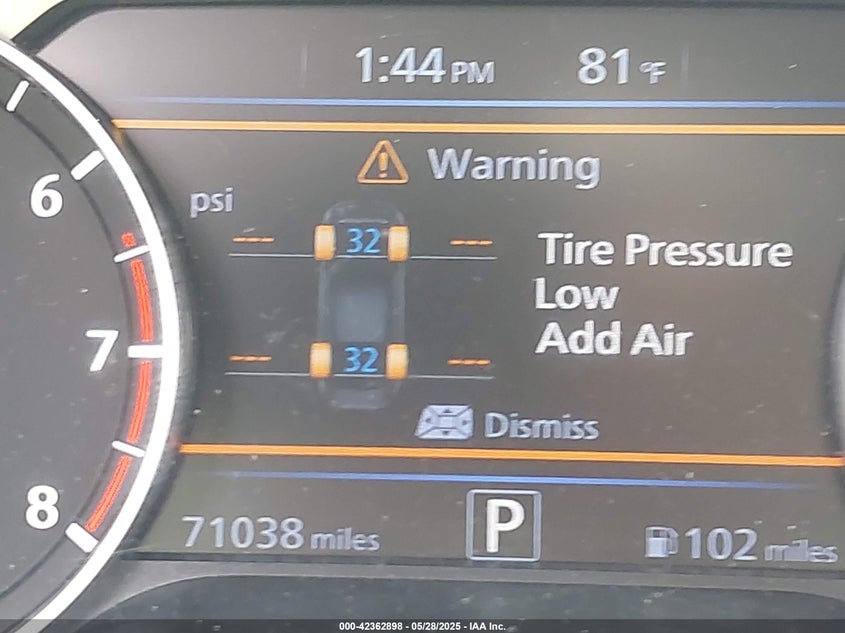 1:44 PM 81°F
Warning
6
psi
--- 32 ---
Tire Pressure
Low
Add Air
7
--- 32 ---
Dismiss
8
71038 miles P 102 miles
000-42362898 - 05/28/2025 - IAA Inc.